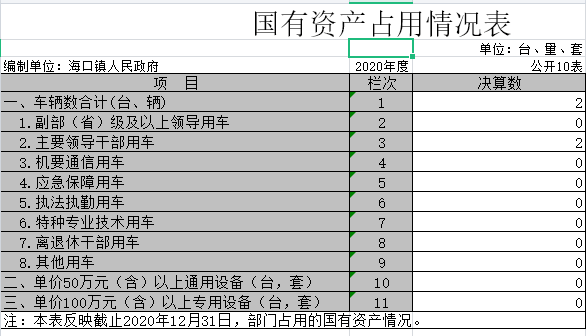 国有资产占用情况表
单位：台、量、套
编制单位：海口镇人民政府 2020年度 公开10表
项 目 栏次 决算数
一、车辆数合计(台、辆) 1 2
1.副部（省）级及以上领导用车 2 0
2.主要领导干部用车 3 2
3.机要通信用车 4 0
4.应急保障用车 5 0
5.执法执勤用车 6 0
6.特种专业技术用车 7 0
7.离退休干部用车 8 0
8.其他用车 9 0
二、单价50万元（含）以上通用设备（台，套） 10 0
三、单价100万元（含）以上专用设备（台，套） 11 0
注：本表反映截止2020年12月31日，部门占用的国有资产情况。